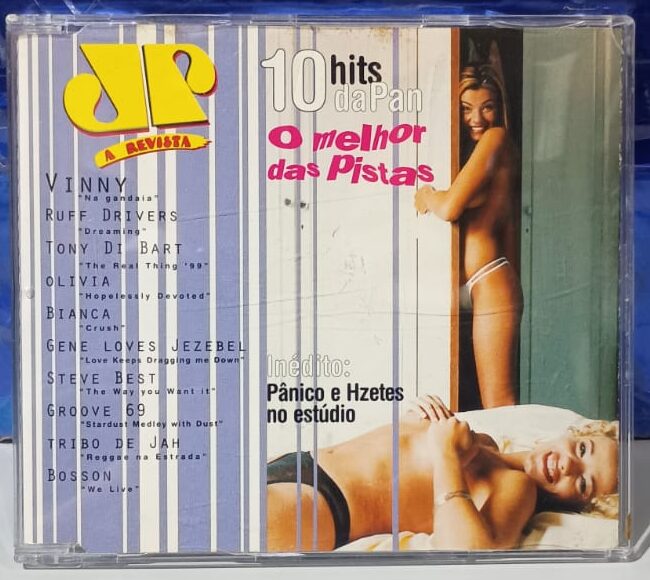 JP
A REVISTA
10 hits
daPan
o melhor
das pistas
VINNY
"Na gandaia"
RUFF DRIVERS
"Dreaming"
TONY DI BART
"The Real Thing '99"
OLIVIA
"Hopelessly Devoted"
BIANCA
"Crush"
GENE LOVES JEZEBEL
"Love Keeps Dragging me Down"
STEVE BEST
"The Way you Want it"
GROOVE 69
"Stardust Medley with Dust"
TRIBO DE JAH
"Reggae na Estrada"
BOSSON
"We Live"
Inédito:
Pânico e Hzetes
no estúdio